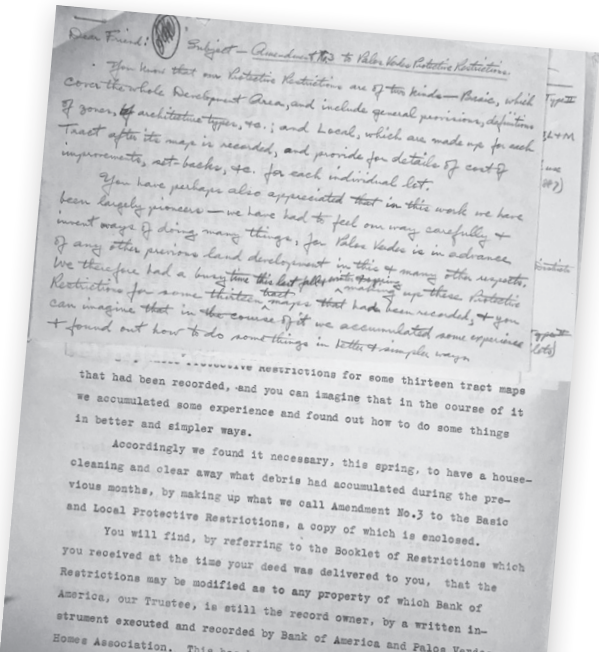 Dear Friend: Subject - Amendment No 3 to Palos Verdes Protective Restrictions.
You know that our Protective Restrictions are of two kinds - Basic, which
cover the whole Development Area, and include general provisions, definitions
of zones, of architecture types, &c.; and Local, which are made up for each
Tract after its map is recorded, and provide for details of cost of
improvements, set-backs, &c. for each individual lot.
You have perhaps also appreciated that in this work we have
been largely pioneers - we have had to feel our way carefully &
invent ways of doing many things, for Palos Verdes is in advance
of any other previous land development in this & many other respects.
We therefore had a busy time this last fall making up these Protective
Restrictions for some thirteen tract maps that had been recorded, & you
can imagine that in the course of it we accumulated some experience
& found out how to do some things in better & simpler ways
Type II
L + M
use
#7)
Type
lots)
Protective Restrictions for some thirteen tract maps
that had been recorded, and you can imagine that in the course of it
we accumulated some experience and found out how to do some things
in better and simpler ways.
Accordingly we found it necessary, this spring, to have a house-
cleaning and clear away what debris had accumulated during the pre-
vious months, by making up what we call Amendment No.3 to the Basic
and Local Protective Restrictions, a copy of which is enclosed.
You will find, by referring to the Booklet of Restrictions which
you received at the time your deed was delivered to you, that the
Restrictions may be modified as to any property of which Bank of
America, our Trustee, is still the record owner, by a written in-
strument executed and recorded by Bank of America and Palos Verdes
Homes Association. This